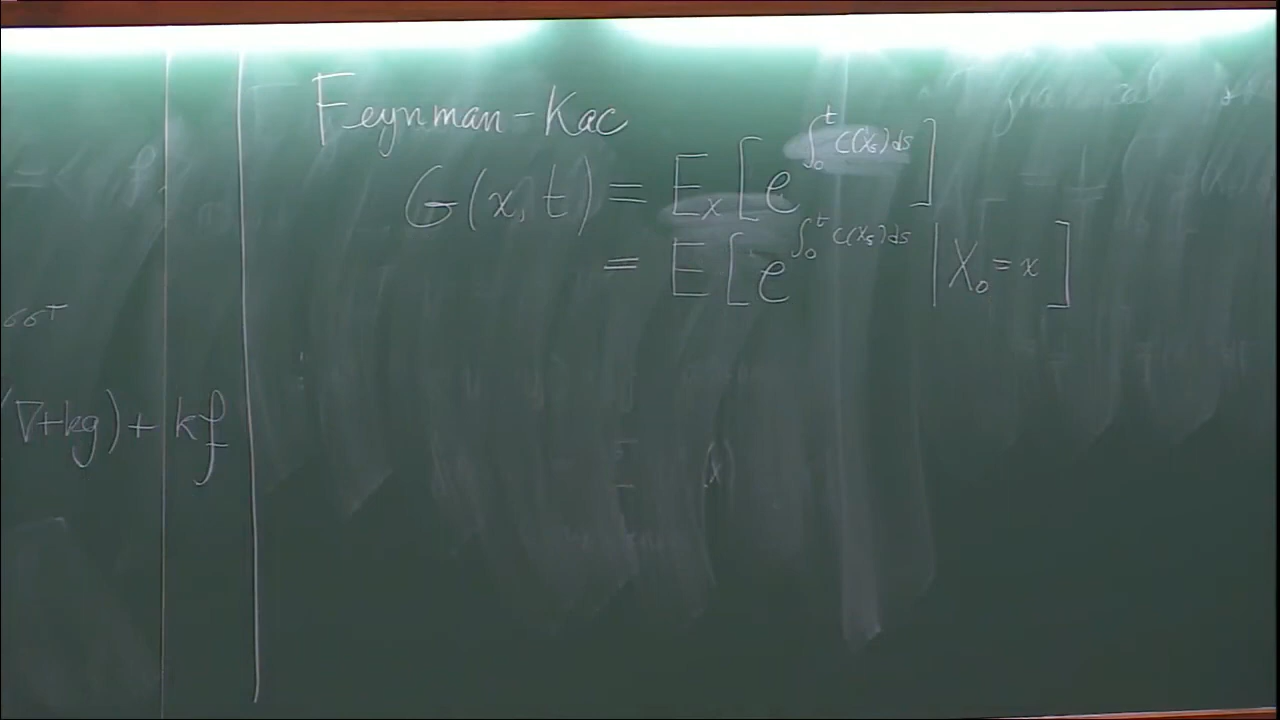 Feynman-Kac
G(x,t) = E_x [ e^{∫_0^t c(X_s)ds} ]
= E [ e^{∫_0^t c(X_s)ds} | X_0 = x ]
σσ^T
∇+kg) + kf